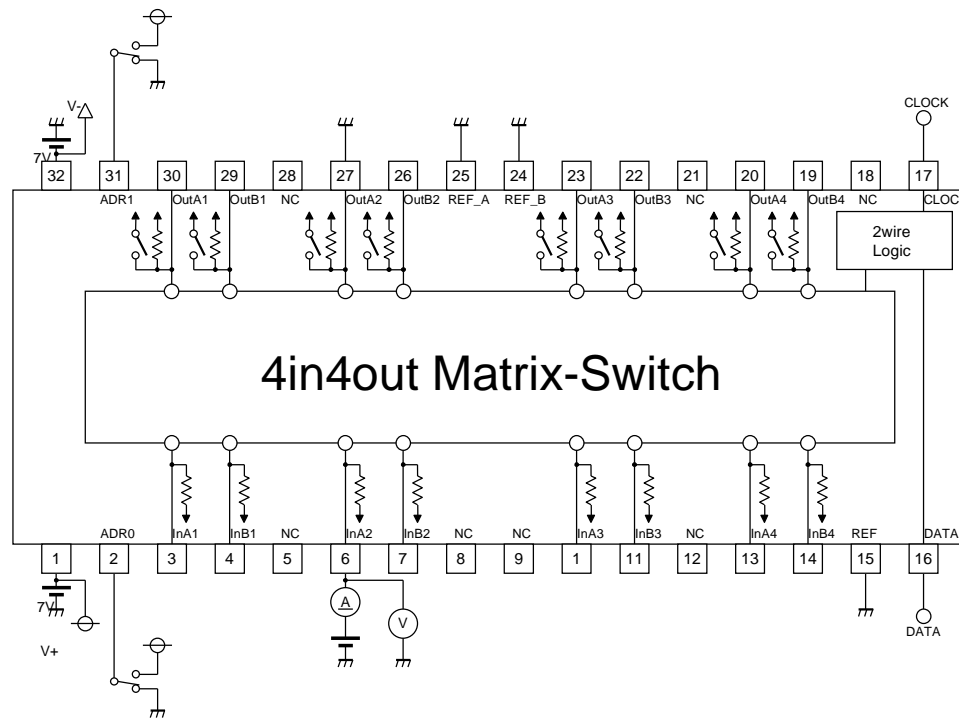 CLOCK
V-
7V
32 31 30 29 28 27 26 25 24 23 22 21 20 19 18 17
ADR1 OutA1 OutB1 NC OutA2 OutB2 REF_A REF_B OutA3 OutB3 NC OutA4 OutB4 NC CLOC
2wire
Logic
4in4out Matrix-Switch
ADR0 InA1 InB1 NC InA2 InB2 NC NC InA3 InB3 NC InA4 InB4 REF DATA
1 2 3 4 5 6 7 8 9 1 11 12 13 14 15 16
7V
A
V
DATA
V+